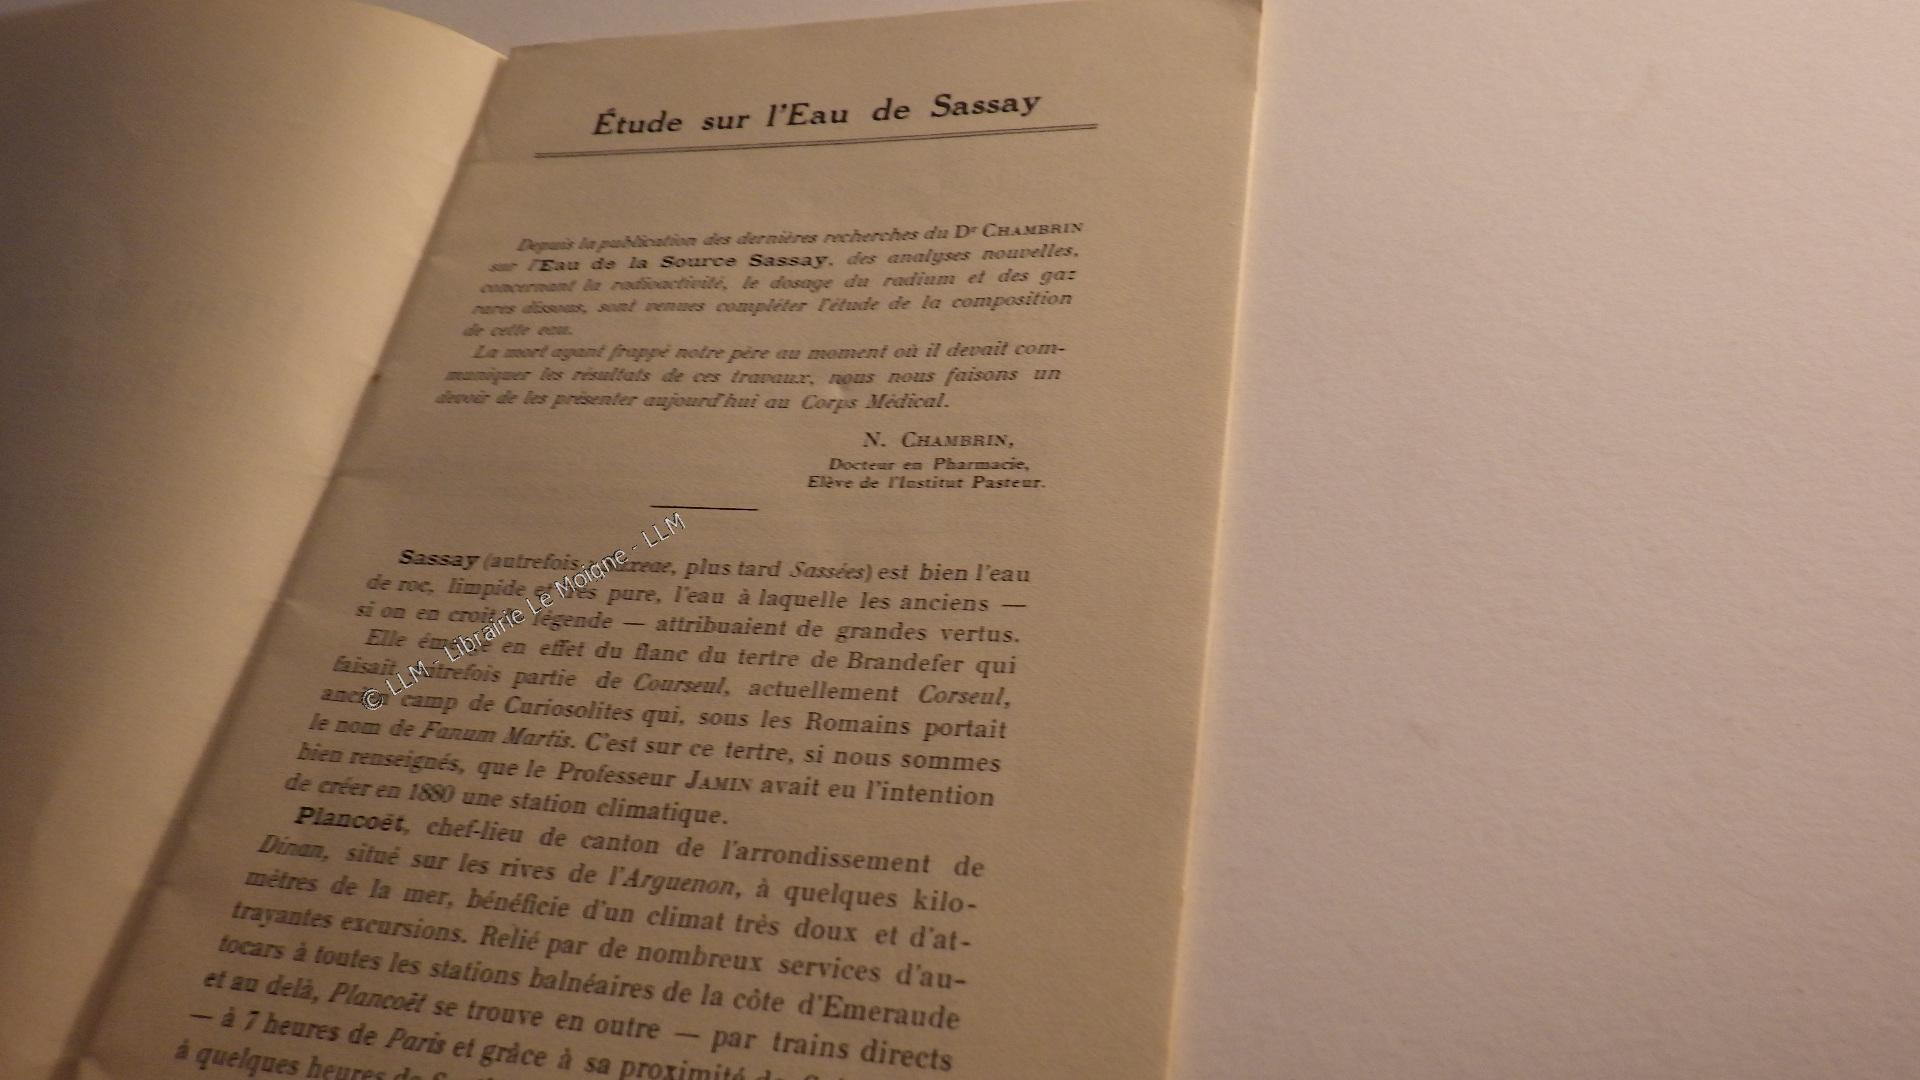 Étude sur l'Eau de Sassay
Depuis la publication des dernières recherches du Dr CHAMBRIN
sur l'Eau de la Source Sassay, des analyses nouvelles,
concernant la radioactivité, le dosage du radium et des gaz
rares dissous, sont venues compléter l'étude de la composition
de cette eau.
La mort ayant frappé notre père au moment où il devait com-
muniquer les résultats de ces travaux, nous nous faisons un
devoir de les présenter aujourd'hui au Corps Médical.
N. CHAMBRIN,
Docteur en Pharmacie,
Elève de l'Institut Pasteur.
Sassay (autrefois plus tard Sassées) est bien l'eau
de roc, limpide et très pure, l'eau à laquelle les anciens —
si on en croit la légende — attribuaient de grandes vertus.
Elle émerge en effet du flanc du tertre de Brandefer qui
faisait autrefois partie de Courseul, actuellement Corseul,
ancien camp de Curiosolites qui, sous les Romains portait
le nom de Fanum Martis. C'est sur ce tertre, si nous sommes
bien renseignés, que le Professeur JAMIN avait eu l'intention
de créer en 1880 une station climatique.
Plancoët, chef-lieu de canton de l'arrondissement de
Dinan, situé sur les rives de l'Arguenon, à quelques kilo-
mètres de la mer, bénéficie d'un climat très doux et d'at-
trayantes excursions. Relié par de nombreux services d'au-
tocars à toutes les stations balnéaires de la côte d'Emeraude
et au delà, Plancoët se trouve en outre — par trains directs
— à 7 heures de Paris et grâce à sa proximité
à quelques heures de
© LLM - Librairie Le Moigne - LLM